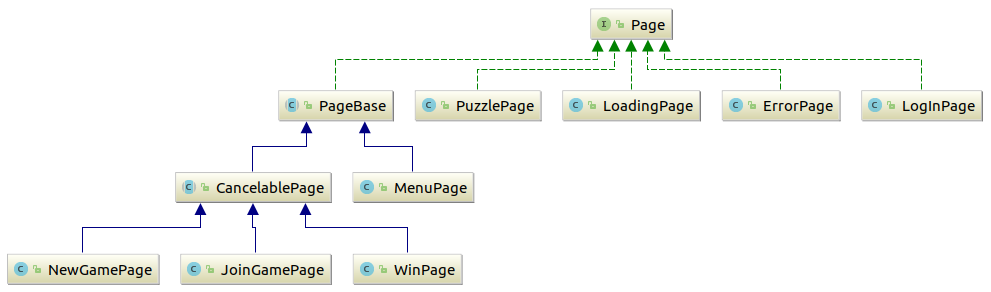 I Page
C PageBase
C PuzzlePage
C LoadingPage
C ErrorPage
C LogInPage
C CancelablePage
C MenuPage
C NewGamePage
C JoinGamePage
C WinPage